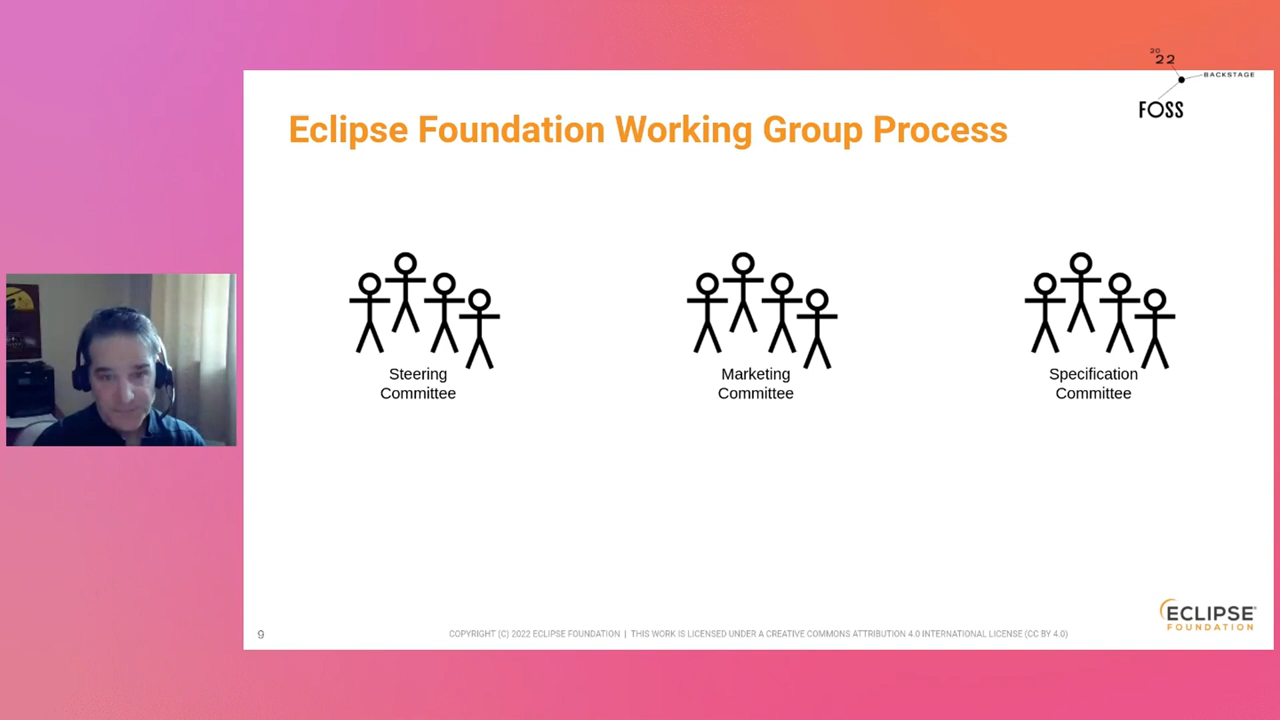 20
22
BACKSTAGE
FOSS
Eclipse Foundation Working Group Process
Steering
Committee
Marketing
Committee
Specification
Committee
ECLIPSE
FOUNDATION
9
COPYRIGHT (C) 2022 ECLIPSE FOUNDATION | THIS WORK IS LICENSED UNDER A CREATIVE COMMONS ATTRIBUTION 4.0 INTERNATIONAL LICENSE (CC BY 4.0)